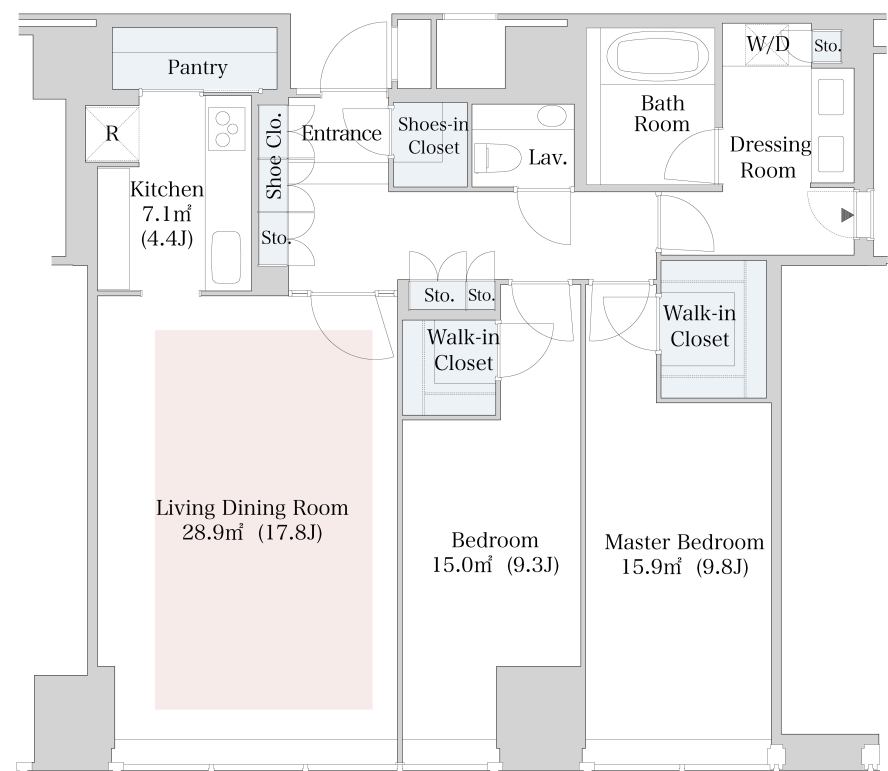 Pantry
W/D
Sto.
R
Shoe Clo.
Entrance
Shoes-in
Closet
Lav.
Bath
Room
Dressing
Room
Kitchen
7.1㎡
(4.4J)
Sto.
Sto.
Sto.
Walk-in
Closet
Walk-in
Closet
Living Dining Room
28.9㎡ (17.8J)
Bedroom
15.0㎡ (9.3J)
Master Bedroom
15.9㎡ (9.8J)